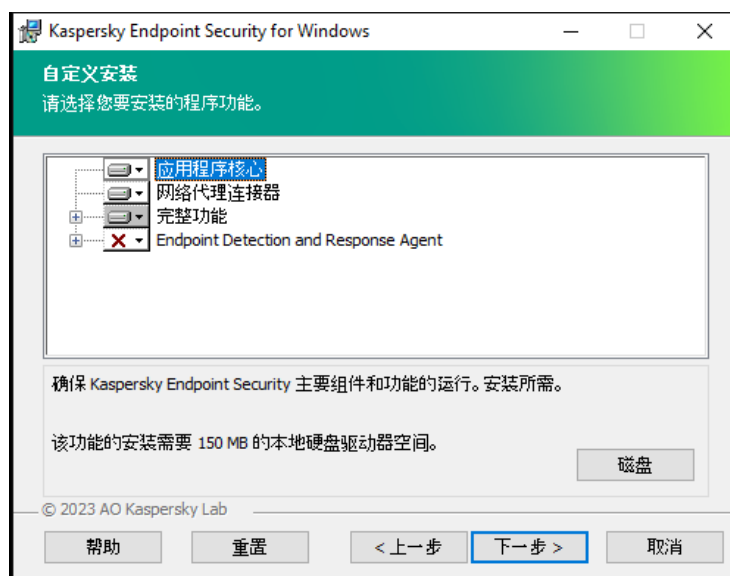 Kaspersky Endpoint Security for Windows
自定义安装
请选择您要安装的程序功能。
应用程序核心
网络代理连接器
完整功能
Endpoint Detection and Response Agent
确保 Kaspersky Endpoint Security 主要组件和功能的运行。安装所需。
该功能的安装需要 150 MB 的本地硬盘驱动器空间。
磁盘
© 2023 AO Kaspersky Lab
帮助
重置
< 上一步
下一步 >
取消